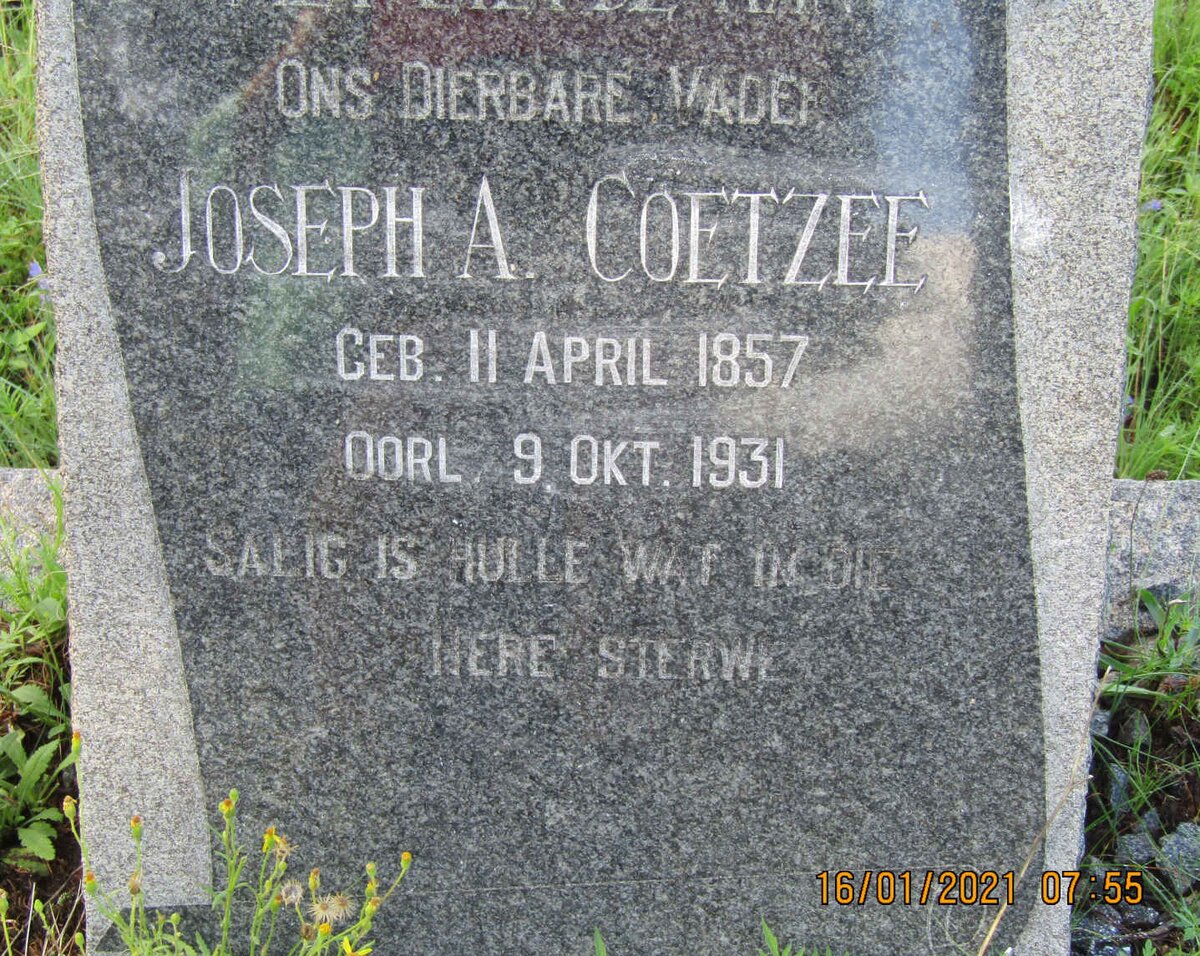 ONS DIERBARE VADER
JOSEPH A. COETZEE
GEB. 11 APRIL 1857
OORL. 9. OKT. 1931
SALIG IS HULLE WAT IN DIE
HERE STERWE
16/01/2021 07:55